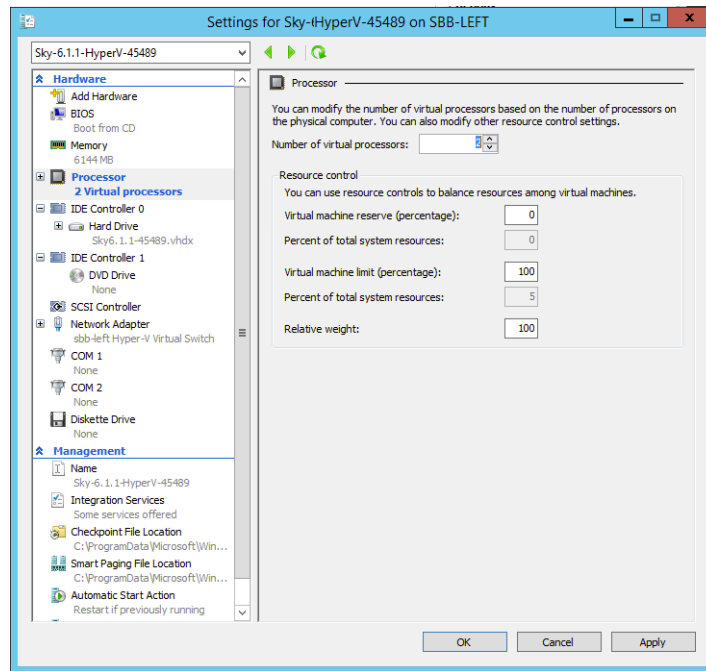 Settings for Sky-(HyperV-45489 on SBB-LEFT
Sky-6.1.1-HyperV-45489
Hardware
Add Hardware
BIOS
Boot from CD
Memory
6144 MB
Processor
2 Virtual processors
IDE Controller 0
Hard Drive
Sky6.1.1-45489.vhdx
IDE Controller 1
DVD Drive
None
SCSI Controller
Network Adapter
sbb-left Hyper-V Virtual Switch
COM 1
None
COM 2
None
Diskette Drive
None
Management
Name
Sky-6.1.1-HyperV-45489
Integration Services
Some services offered
Checkpoint File Location
C:\ProgramData\Microsoft\Win...
Smart Paging File Location
C:\ProgramData\Microsoft\Win...
Automatic Start Action
Restart if previously running
Processor
You can modify the number of virtual processors based on the number of processors on
the physical computer. You can also modify other resource control settings.
Number of virtual processors: 2
Resource control
You can use resource controls to balance resources among virtual machines.
Virtual machine reserve (percentage): 0
Percent of total system resources: 0
Virtual machine limit (percentage): 100
Percent of total system resources: 5
Relative weight: 100
OK Cancel Apply